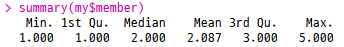 > summary(my$member)
   Min. 1st Qu.  Median    Mean 3rd Qu.    Max.
  1.000   1.000   2.000   2.087   3.000   5.000